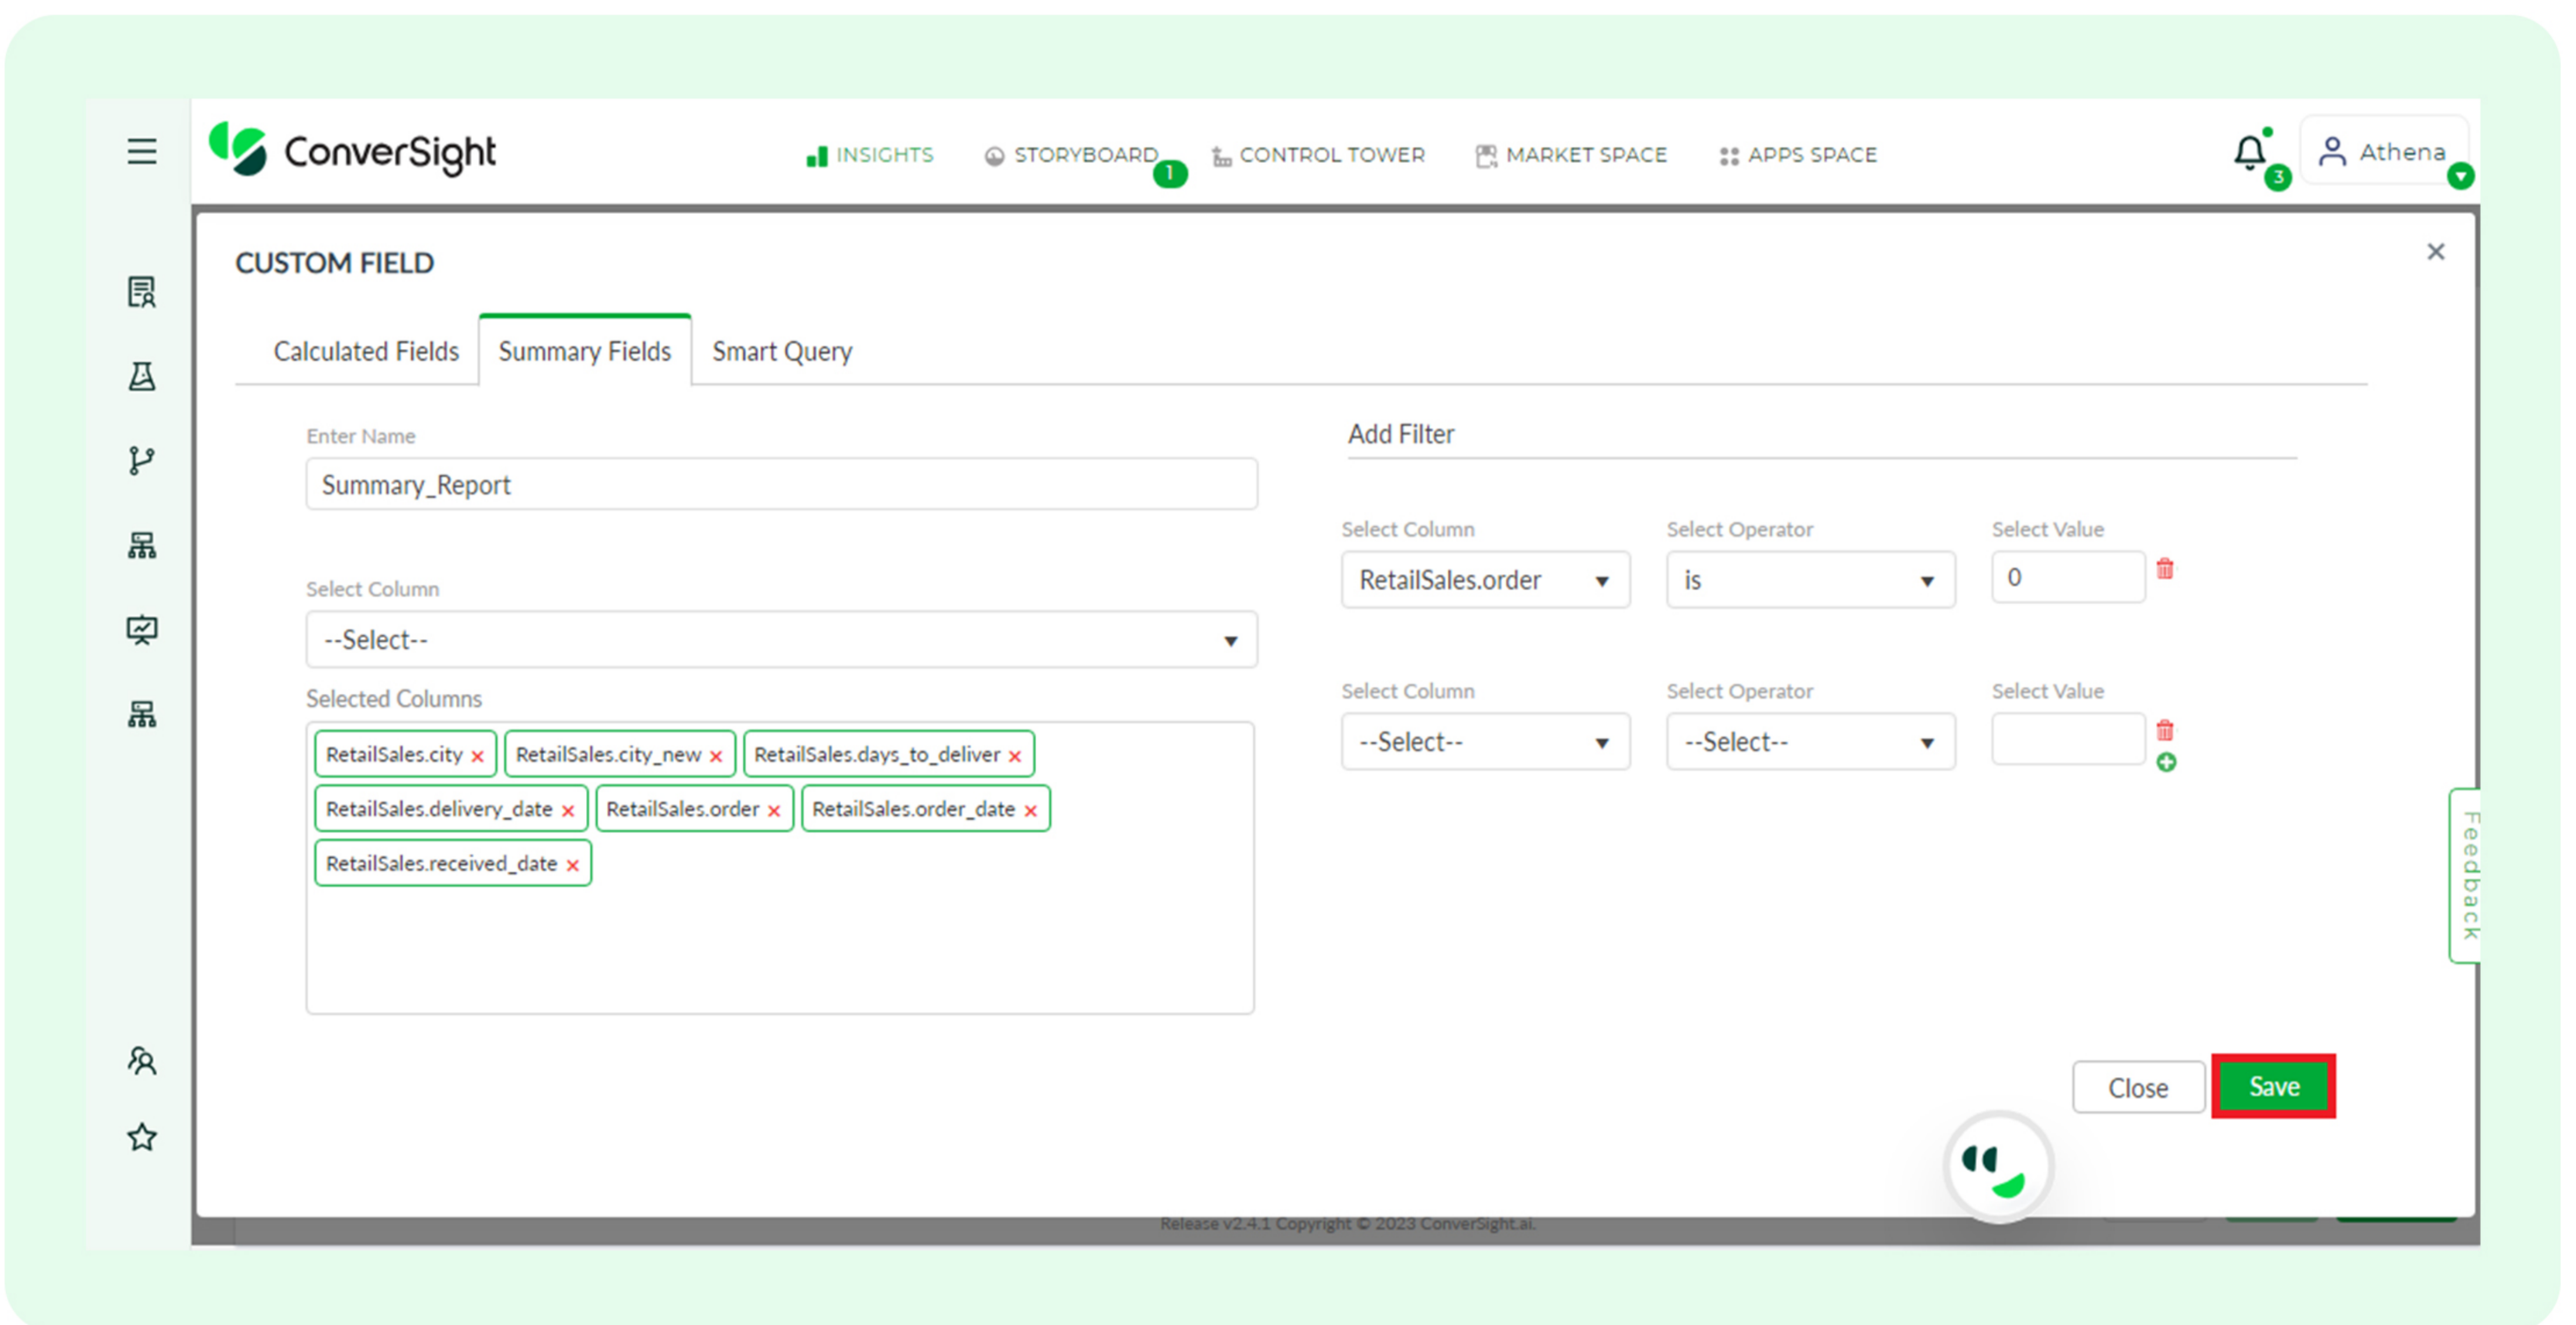 ConverSight
INSIGHTS
STORYBOARD
1
CONTROL TOWER
MARKET SPACE
APPS SPACE
3
Athena
CUSTOM FIELD
×
Calculated Fields
Summary Fields
Smart Query
Enter Name
Summary_Report
Select Column
--Select--
Selected Columns
RetailSales.city × RetailSales.city_new × RetailSales.days_to_deliver ×
RetailSales.delivery_date × RetailSales.order × RetailSales.order_date ×
RetailSales.received_date ×
Add Filter
Select Column Select Operator Select Value
RetailSales.order is 0
Select Column Select Operator Select Value
--Select-- --Select--
Feedback
Close
Save
Release v2.4.1 Copyright © 2023 ConverSight.ai.